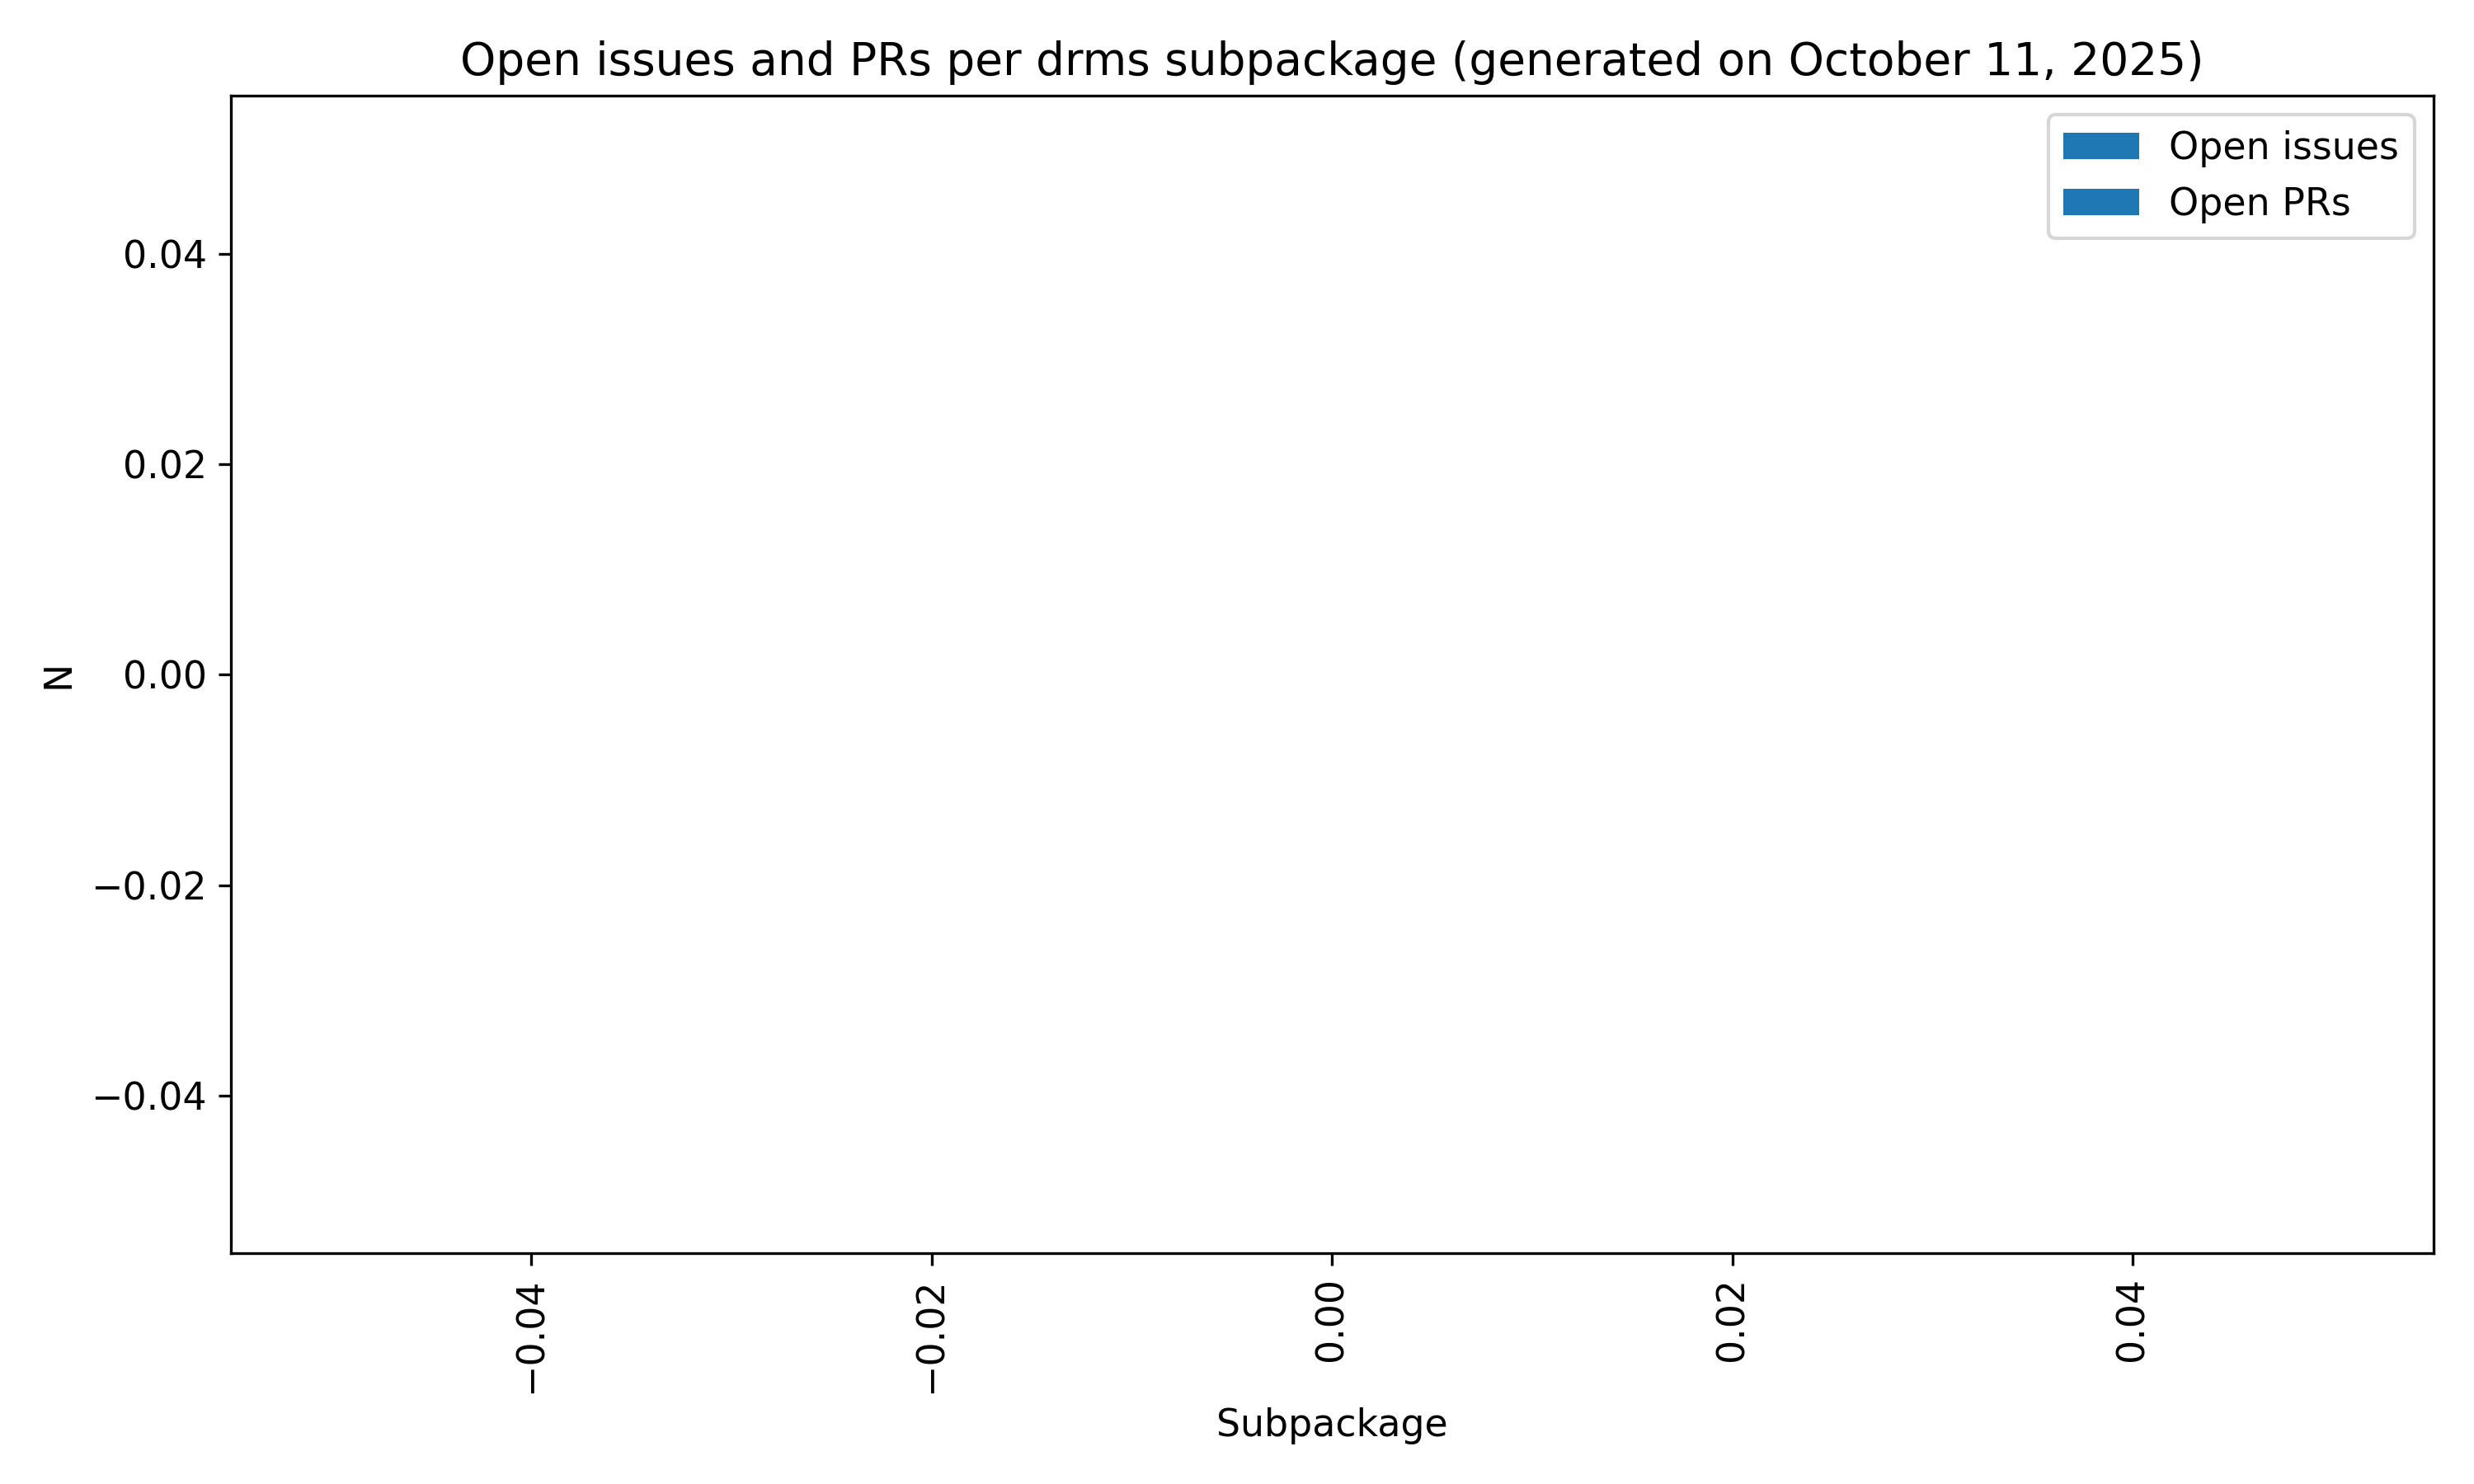 Open issues and PRs per drms subpackage (generated on October 11, 2025)
Open issues
Open PRs
0.04
0.02
0.00
−0.02
−0.04
N
−0.04
−0.02
0.00
0.02
0.04
Subpackage